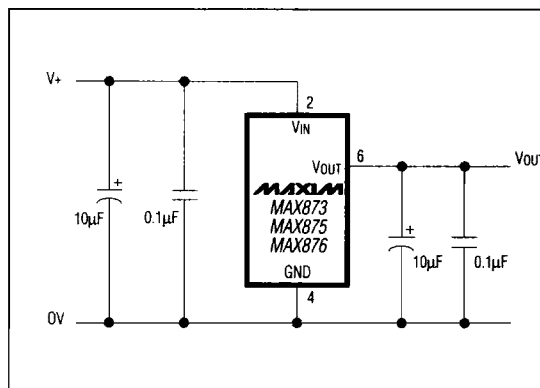 V+
2
VIN
6
VOUT
VOUT
MAXIM
MAX873
MAX875
MAX876
+
10µF
0.1µF
+
10µF
0.1µF
GND
4
0V